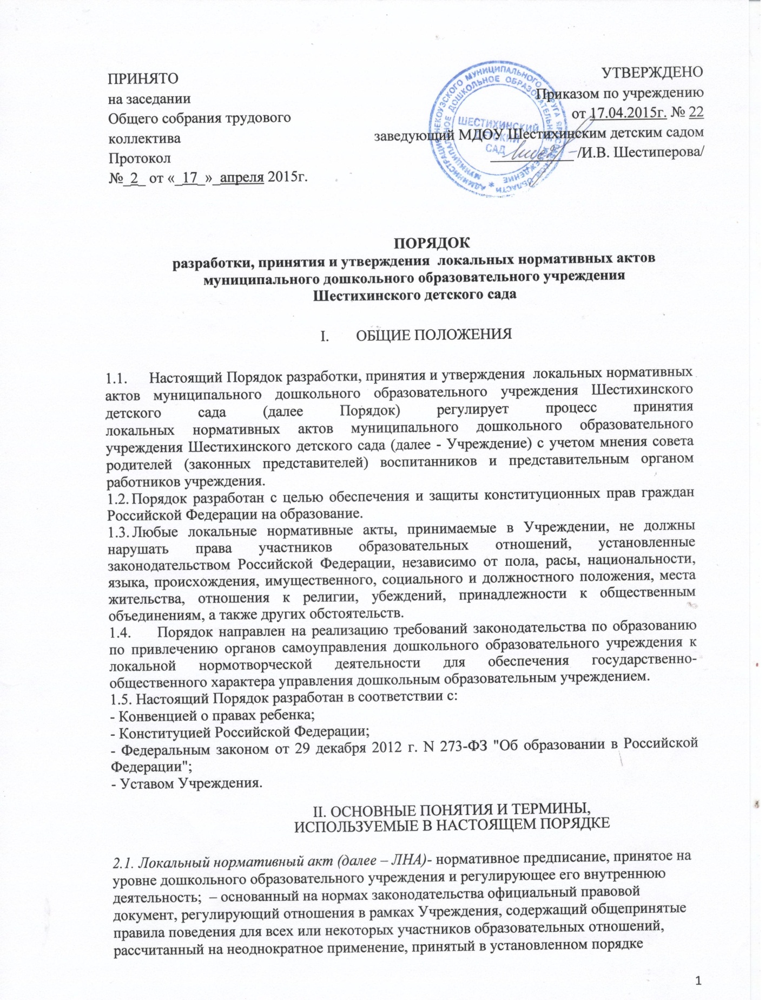 ПРИНЯТО
на заседании
Общего собрания трудового
коллектива
Протокол
№_2_ от «_17_»_апреля 2015г.
УТВЕРЖДЕНО
Приказом по учреждению
от 17.04.2015г. № 22
заведующий МДОУ Шестихинским детским садом
___________ /И.В. Шестиперова/
ШЕСТИХИНСКИЙ
ДЕТСКИЙ
САД
ПОРЯДОК
разработки, принятия и утверждения локальных нормативных актов
муниципального дошкольного образовательного учреждения
Шестихинского детского сада
I. ОБЩИЕ ПОЛОЖЕНИЯ
1.1. Настоящий Порядок разработки, принятия и утверждения локальных нормативных
актов муниципального дошкольного образовательного учреждения Шестихинского
детского сада (далее Порядок) регулирует процесс принятия
локальных нормативных актов муниципального дошкольного образовательного
учреждения Шестихинского детского сада (далее - Учреждение) с учетом мнения совета
родителей (законных представителей) воспитанников и представительным органом
работников учреждения.
1.2. Порядок разработан с целью обеспечения и защиты конституционных прав граждан
Российской Федерации на образование.
1.3. Любые локальные нормативные акты, принимаемые в Учреждении, не должны
нарушать права участников образовательных отношений, установленные
законодательством Российской Федерации, независимо от пола, расы, национальности,
языка, происхождения, имущественного, социального и должностного положения, места
жительства, отношения к религии, убеждений, принадлежности к общественным
объединениям, а также других обстоятельств.
1.4. Порядок направлен на реализацию требований законодательства по образованию
по привлечению органов самоуправления дошкольного образовательного учреждения к
локальной нормотворческой деятельности для обеспечения государственно-
общественного характера управления дошкольным образовательным учреждением.
1.5. Настоящий Порядок разработан в соответствии с:
- Конвенцией о правах ребенка;
- Конституцией Российской Федерации;
- Федеральным законом от 29 декабря 2012 г. N 273-ФЗ "Об образовании в Российской
Федерации";
- Уставом Учреждения.
II. ОСНОВНЫЕ ПОНЯТИЯ И ТЕРМИНЫ,
ИСПОЛЬЗУЕМЫЕ В НАСТОЯЩЕМ ПОРЯДКЕ
2.1. Локальный нормативный акт (далее – ЛНА)- нормативное предписание, принятое на
уровне дошкольного образовательного учреждения и регулирующее его внутреннюю
деятельность; – основанный на нормах законодательства официальный правовой
документ, регулирующий отношения в рамках Учреждения, содержащий общепринятые
правила поведения для всех или некоторых участников образовательных отношений,
рассчитанный на неоднократное применение, принятый в установленном порядке
1